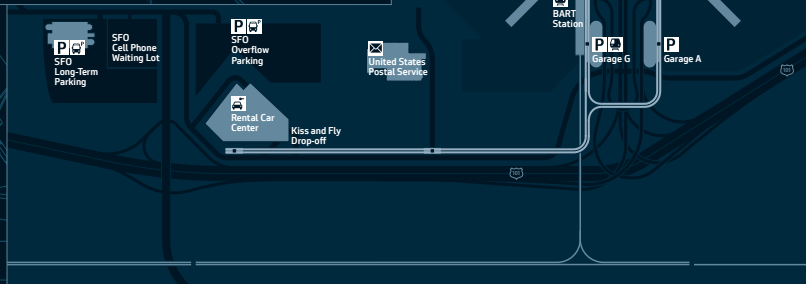 BART
Station
P P
SFO
Cell Phone
Waiting Lot
SFO
Overflow
Parking
P
SFO
Long-Term
Parking
United States
Postal Service
P
Garage G
P
Garage A
101
Rental Car
Center
Kiss and Fly
Drop-off
101